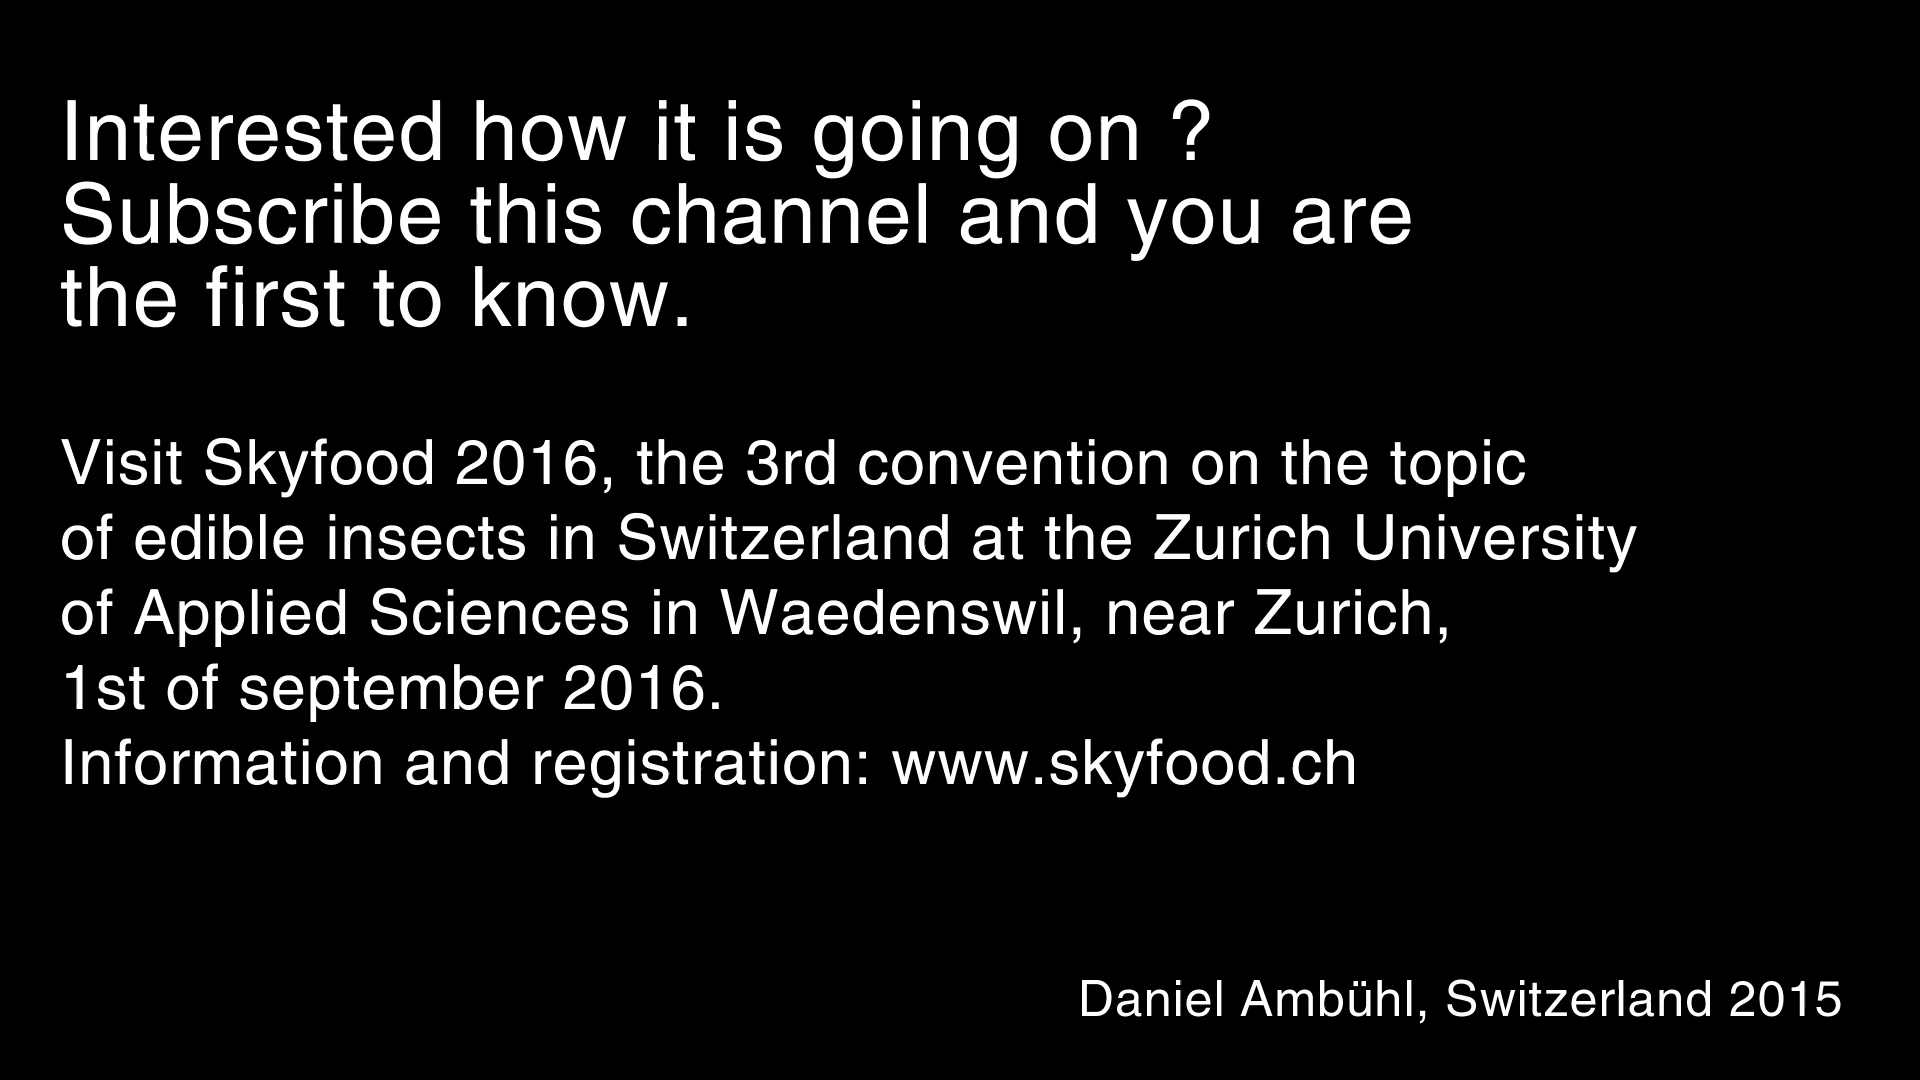 Interested how it is going on ?
Subscribe this channel and you are
the first to know.
Visit Skyfood 2016, the 3rd convention on the topic
of edible insects in Switzerland at the Zurich University
of Applied Sciences in Waedenswil, near Zurich,
1st of september 2016.
Information and registration: www.skyfood.ch
Daniel Ambühl, Switzerland 2015